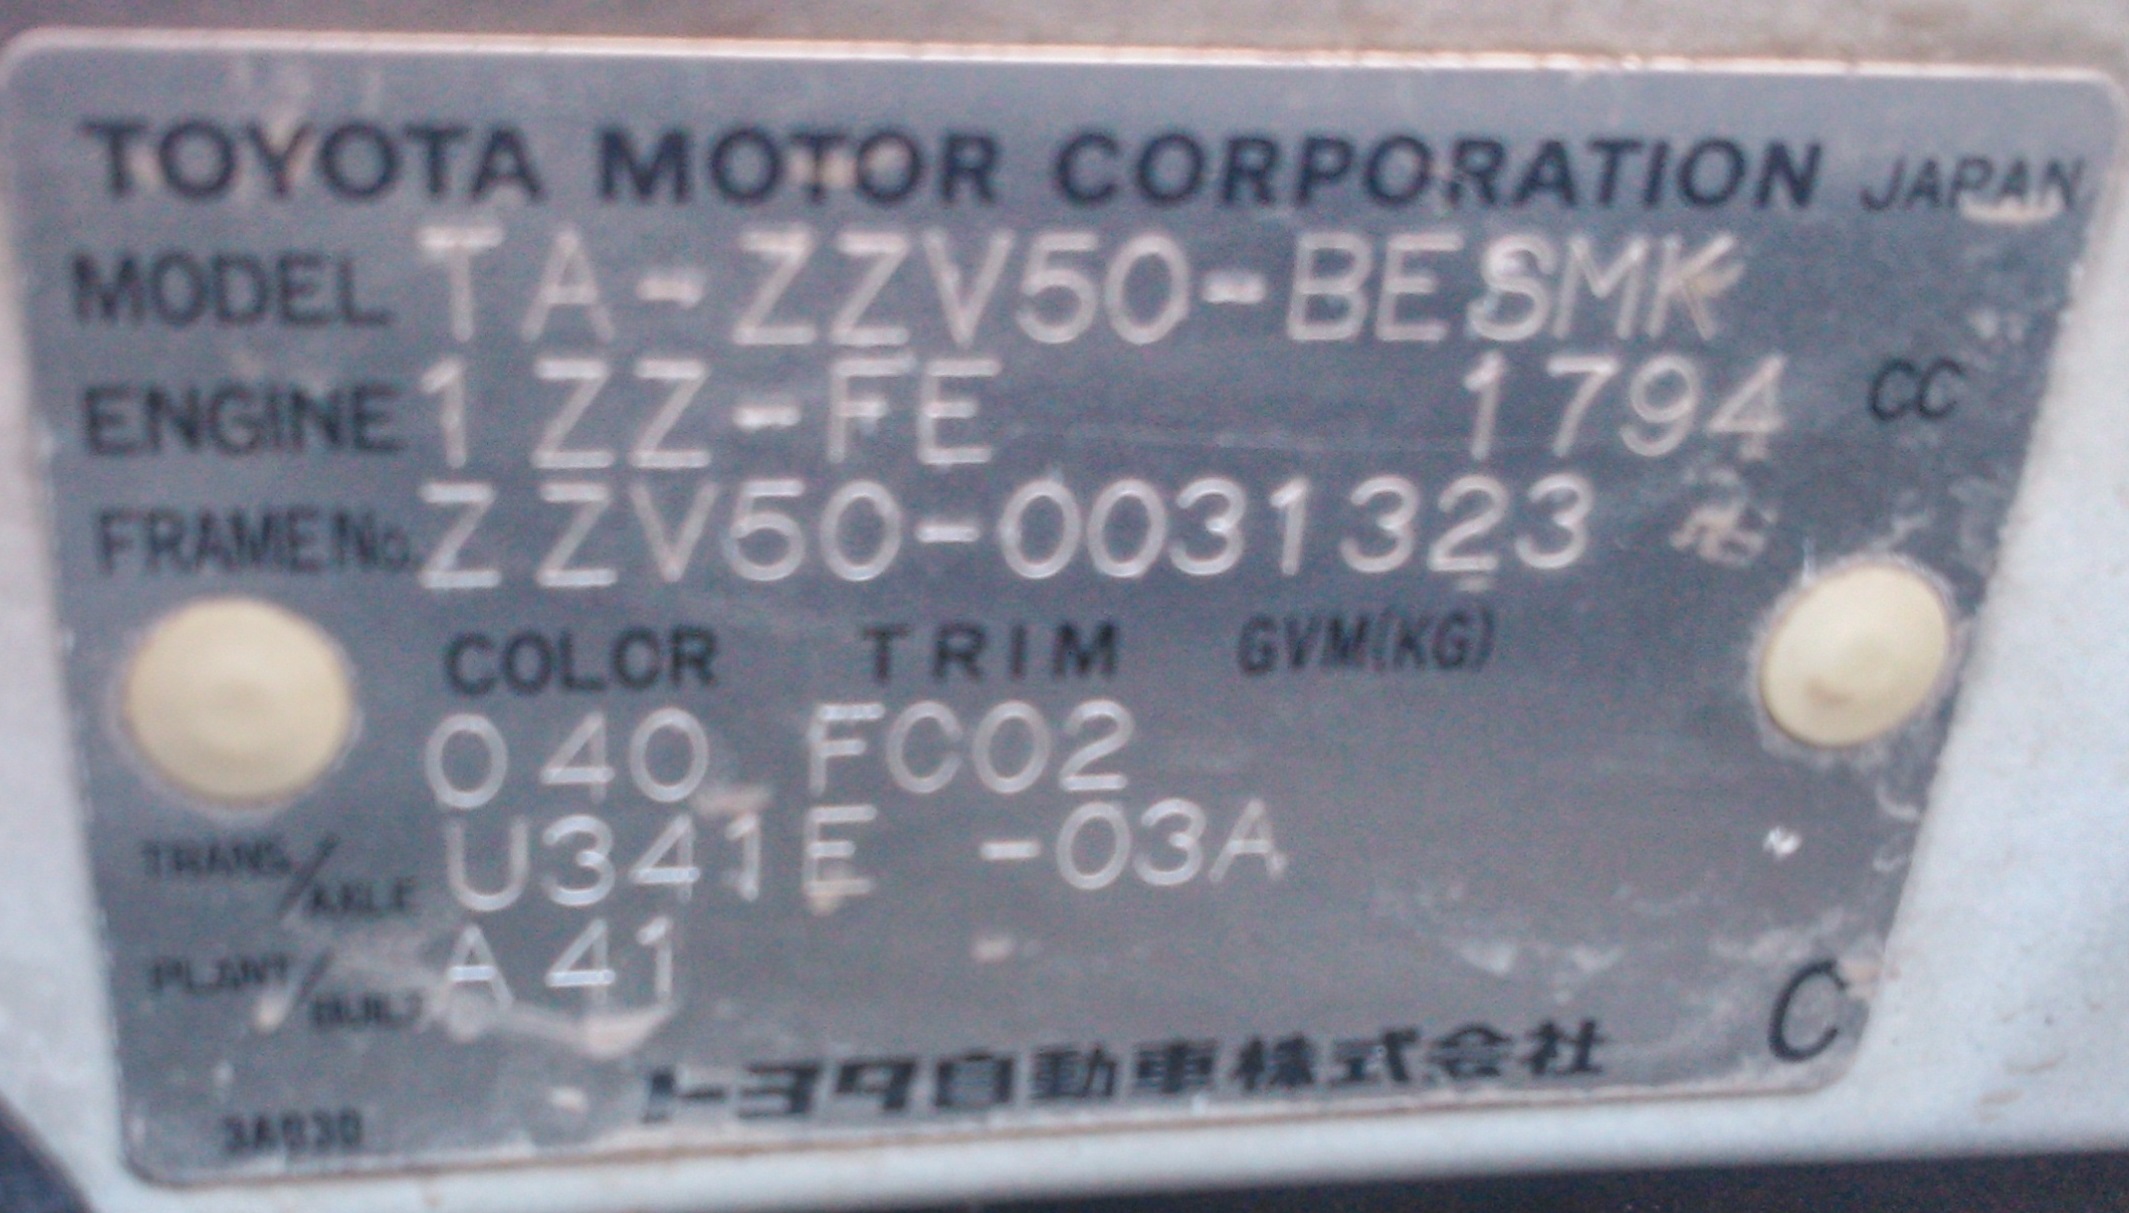 TOYOTA MOTOR CORPORATION JAPAN
MODEL TA-ZZV50-BESMK
ENGINE 1ZZ-FE 1794 CC
FRAME No. ZZV50-0031323
COLOR TRIM GVM(KG)
040 FC02
TRANS/AXLE U341E -03A
PLANT/BUILT A41
トヨタ自動車株式会社 C
3A030